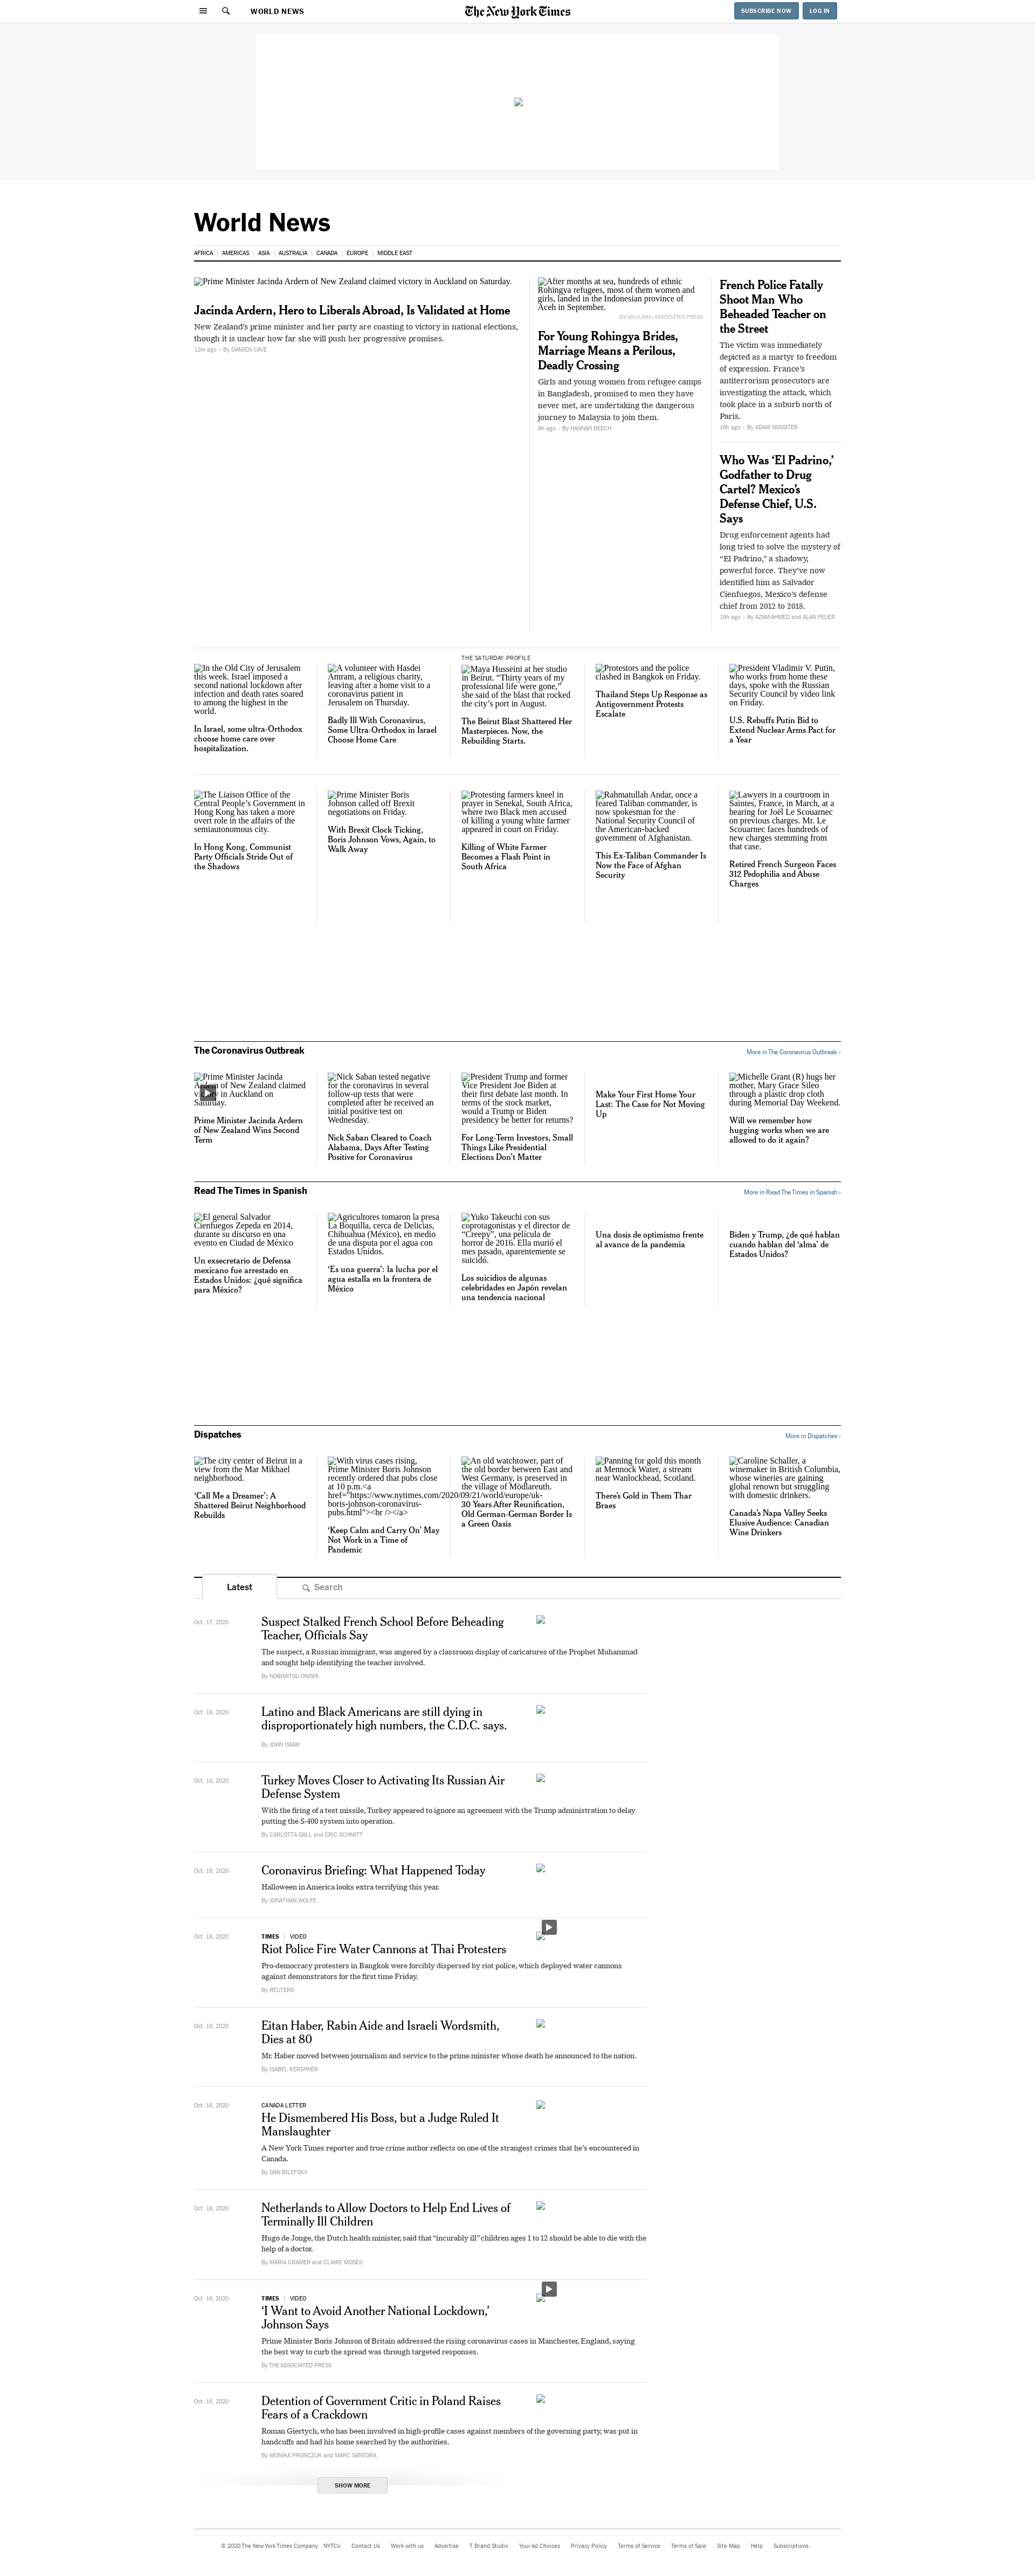 WORLD NEWS
The New York Times
SUBSCRIBE NOW
LOG IN
World News
AFRICA | AMERICAS | ASIA | AUSTRALIA | CANADA | EUROPE | MIDDLE EAST
Prime Minister Jacinda Ardern of New Zealand claimed victory in Auckland on Saturday.
Jacinda Ardern, Hero to Liberals Abroad, Is Validated at Home
New Zealand's prime minister and her party are coasting to victory in national elections,
though it is unclear how far she will push her progressive promises.
12m ago - By DAMIEN CAVE
After months at sea, hundreds of ethnic
Rohingya refugees, most of them women and
girls, landed in the Indonesian province of
Aceh in September.
ZIK MAULANA/ASSOCIATED PRESS
For Young Rohingya Brides,
Marriage Means a Perilous,
Deadly Crossing
Girls and young women from refugee camps
in Bangladesh, promised to men they have
never met, are undertaking the dangerous
journey to Malaysia to join them.
8h ago - By HANNAH BEECH
French Police Fatally
Shoot Man Who
Beheaded Teacher on
the Street
The victim was immediately
depicted as a martyr to freedom
of expression. France's
antiterrorism prosecutors are
investigating the attack, which
took place in a suburb north of
Paris.
16h ago - By ADAM NOSSITER
Who Was 'El Padrino,'
Godfather to Drug
Cartel? Mexico's
Defense Chief, U.S.
Says
Drug enforcement agents had
long tried to solve the mystery of
"El Padrino," a shadowy,
powerful force. They've now
identified him as Salvador
Cienfuegos, Mexico's defense
chief from 2012 to 2018.
19h ago - By AZAM AHMED and ALAN FEUER
In the Old City of Jerusalem
this week. Israel imposed a
second national lockdown after
infection and death rates soared
to among the highest in the
world.
In Israel, some ultra-Orthodox
choose home care over
hospitalization.
A volunteer with Hasdei
Amram, a religious charity,
leaving after a home visit to a
coronavirus patient in
Jerusalem on Thursday.
Badly Ill With Coronavirus,
Some Ultra-Orthodox in Israel
Choose Home Care
THE SATURDAY PROFILE
Maya Husseini at her studio
in Beirut. "Thirty years of my
professional life were gone,"
she said of the blast that rocked
the city's port in August.
The Beirut Blast Shattered Her
Masterpieces. Now, the
Rebuilding Starts.
Protestors and the police
clashed in Bangkok on Friday.
Thailand Steps Up Response as
Antigovernment Protests
Escalate
President Vladimir V. Putin,
who works from home these
days, spoke with the Russian
Security Council by video link
on Friday.
U.S. Rebuffs Putin Bid to
Extend Nuclear Arms Pact for
a Year
The Liaison Office of the
Central People's Government in
Hong Kong has taken a more
overt role in the affairs of the
semiautonomous city.
In Hong Kong, Communist
Party Officials Stride Out of
the Shadows
Prime Minister Boris
Johnson called off Brexit
negotiations on Friday.
With Brexit Clock Ticking,
Boris Johnson Vows, Again, to
Walk Away
Protesting farmers kneel in
prayer in Senekal, South Africa,
where two Black men accused
of killing a young white farmer
appeared in court on Friday.
Killing of White Farmer
Becomes a Flash Point in
South Africa
Rahmatullah Andar, once a
feared Taliban commander, is
now spokesman for the
National Security Council of
the American-backed
government of Afghanistan.
This Ex-Taliban Commander Is
Now the Face of Afghan
Security
Lawyers in a courtroom in
Saintes, France, in March, at a
hearing for Joël Le Scouarnec
on previous charges. Mr. Le
Scouarnec faces hundreds of
new charges stemming from
that case.
Retired French Surgeon Faces
312 Pedophilia and Abuse
Charges
The Coronavirus Outbreak
More in The Coronavirus Outbreak ›
Prime Minister Jacinda
Ardern of New Zealand claimed
victory in Auckland on
Saturday.
Prime Minister Jacinda Ardern
of New Zealand Wins Second
Term
Nick Saban tested negative
for the coronavirus in several
follow-up tests that were
completed after he received an
initial positive test on
Wednesday.
Nick Saban Cleared to Coach
Alabama, Days After Testing
Positive for Coronavirus
President Trump and former
Vice President Joe Biden at
their first debate last month. In
terms of the stock market,
would a Trump or Biden
presidency be better for returns?
For Long-Term Investors, Small
Things Like Presidential
Elections Don't Matter
Make Your First Home Your
Last: The Case for Not Moving
Up
Michelle Grant (R) hugs her
mother, Mary Grace Sileo
through a plastic drop cloth
during Memorial Day Weekend.
Will we remember how
hugging works when we are
allowed to do it again?
Read The Times in Spanish
More in Read The Times in Spanish ›
El general Salvador
Cienfuegos Zepeda en 2014,
durante su discurso en una
evento en Ciudad de México
Un exsecretario de Defensa
mexicano fue arrestado en
Estados Unidos: ¿qué significa
para México?
Agricultores tomaron la presa
La Boquilla, cerca de Delicias,
Chihuahua (México), en medio
de una disputa por el agua con
Estados Unidos.
'Es una guerra': la lucha por el
agua estalla en la frontera de
México
Yuko Takeuchi con sus
coprotagonistas y el director de
"Creepy", una película de
horror de 2016. Ella murió el
mes pasado, aparentemente se
suicidó.
Los suicidios de algunas
celebridades en Japón revelan
una tendencia nacional
Una dosis de optimismo frente
al avance de la pandemia
Biden y Trump, ¿de qué hablan
cuando hablan del 'alma' de
Estados Unidos?
Dispatches
More in Dispatches ›
The city center of Beirut in a
view from the Mar Mikhael
neighborhood.
'Call Me a Dreamer': A
Shattered Beirut Neighborhood
Rebuilds
With virus cases rising,
Prime Minister Boris Johnson
recently ordered that pubs close
at 10 p.m.<a
href="https://www.nytimes.com/2020/09/21/world/europe/uk-
boris-johnson-coronavirus-
pubs.html"><br /></a>
'Keep Calm and Carry On' May
Not Work in a Time of
Pandemic
An old watchtower, part of
the old border between East and
West Germany, is preserved in
the village of Mödlareuth.
30 Years After Reunification,
Old German-German Border Is
a Green Oasis
Panning for gold this month
at Mennock Water, a stream
near Wanlockhead, Scotland.
There's Gold in Them Thar
Braes
Caroline Schaller, a
winemaker in British Columbia,
whose wineries are gaining
global renown but struggling
with domestic drinkers.
Canada's Napa Valley Seeks
Elusive Audience: Canadian
Wine Drinkers
Latest
Search
Oct. 17, 2020
Suspect Stalked French School Before Beheading
Teacher, Officials Say
The suspect, a Russian immigrant, was angered by a classroom display of caricatures of the Prophet Muhammad
and sought help identifying the teacher involved.
By NORIMITSU ONISHI
Oct. 16, 2020
Latino and Black Americans are still dying in
disproportionately high numbers, the C.D.C. says.
By JOHN ISMAY
Oct. 16, 2020
Turkey Moves Closer to Activating Its Russian Air
Defense System
With the firing of a test missile, Turkey appeared to ignore an agreement with the Trump administration to delay
putting the S-400 system into operation.
By CARLOTTA GALL and ERIC SCHMITT
Oct. 16, 2020
Coronavirus Briefing: What Happened Today
Halloween in America looks extra terrifying this year.
By JONATHAN WOLFE
Oct. 16, 2020
TIMES | VIDEO
Riot Police Fire Water Cannons at Thai Protesters
Pro-democracy protesters in Bangkok were forcibly dispersed by riot police, which deployed water cannons
against demonstrators for the first time Friday.
By REUTERS
Oct. 16, 2020
Eitan Haber, Rabin Aide and Israeli Wordsmith,
Dies at 80
Mr. Haber moved between journalism and service to the prime minister whose death he announced to the nation.
By ISABEL KERSHNER
Oct. 16, 2020
CANADA LETTER
He Dismembered His Boss, but a Judge Ruled It
Manslaughter
A New York Times reporter and true crime author reflects on one of the strangest crimes that he's encountered in
Canada.
By DAN BILEFSKY
Oct. 16, 2020
Netherlands to Allow Doctors to Help End Lives of
Terminally Ill Children
Hugo de Jonge, the Dutch health minister, said that "incurably ill" children ages 1 to 12 should be able to die with the
help of a doctor.
By MARIA CRAMER and CLAIRE MOSES
Oct. 16, 2020
TIMES | VIDEO
'I Want to Avoid Another National Lockdown,'
Johnson Says
Prime Minister Boris Johnson of Britain addressed the rising coronavirus cases in Manchester, England, saying
the best way to curb the spread was through targeted responses.
By THE ASSOCIATED PRESS
Oct. 16, 2020
Detention of Government Critic in Poland Raises
Fears of a Crackdown
Roman Giertych, who has been involved in high-profile cases against members of the governing party, was put in
handcuffs and had his home searched by the authorities.
By MONIKA PRONCZUK and MARC SANTORA
SHOW MORE
© 2020 The New York Times Company NYTCo Contact Us Work with us Advertise T Brand Studio Your Ad Choices Privacy Policy Terms of Service Terms of Sale Site Map Help Subscriptions